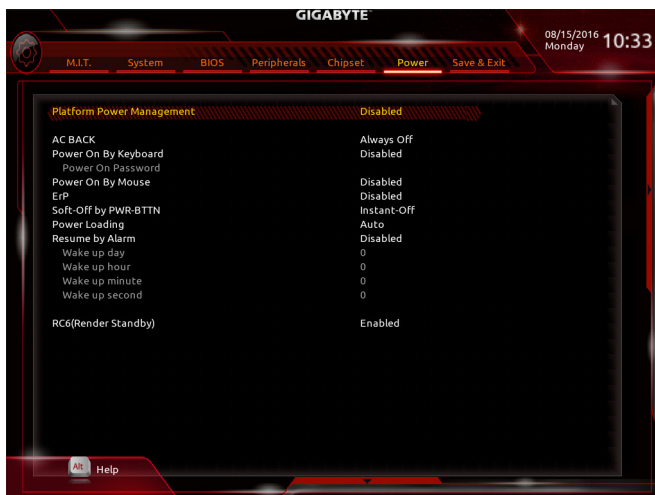 GIGABYTE™
08/15/2016 10:33
Monday
M.I.T. System BIOS Peripherals Chipset Power Save & Exit
Platform Power Management Disabled
AC BACK Always Off
Power On By Keyboard Disabled
Power On Password
Power On By Mouse Disabled
ErP Disabled
Soft-Off by PWR-BTTN Instant-Off
Power Loading Auto
Resume by Alarm Disabled
Wake up day 0
Wake up hour 0
Wake up minute 0
Wake up second 0
RC6(Render Standby) Enabled
Alt Help